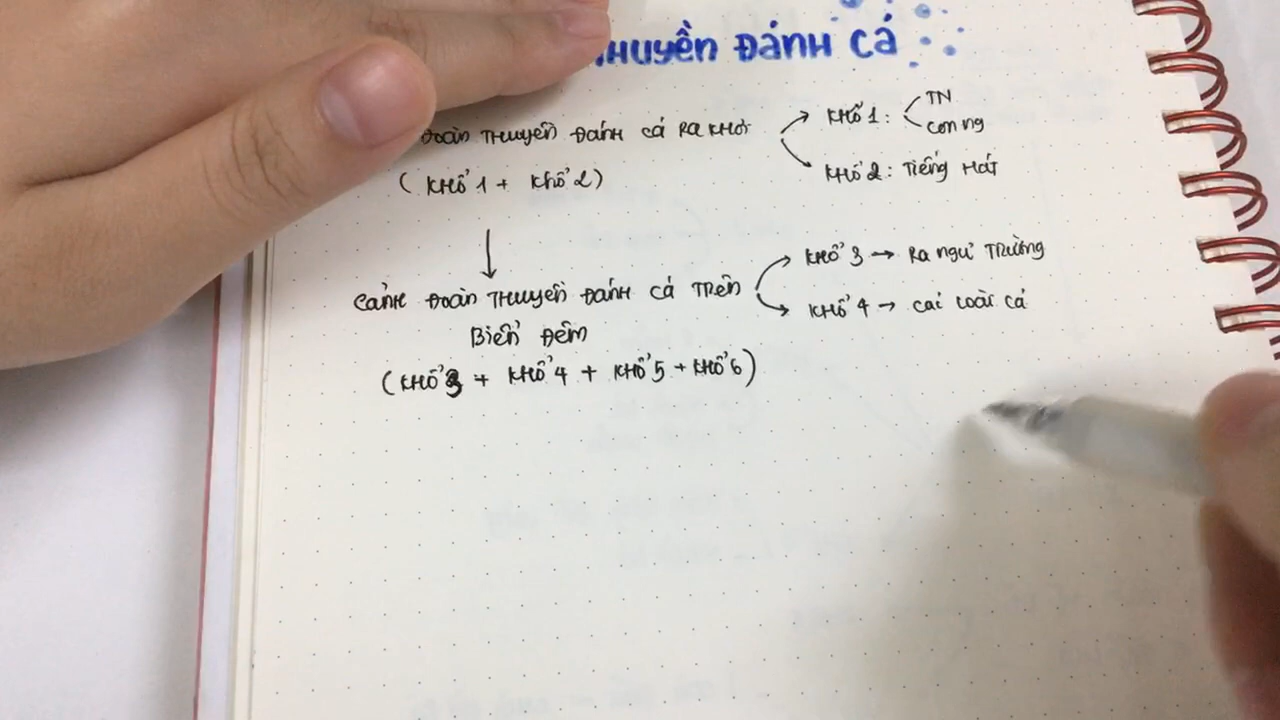 THUYỀN ĐÁNH CÁ
ĐOÀN THUYỀN ĐÁNH CÁ RA KHƠI
KHỔ 1: TN
CON NG
(KHỔ 1 + KHỔ 2)
KHỔ 2: TIẾNG HÁT
CẢNH ĐOÀN THUYỀN ĐÁNH CÁ TRÊN
BIỂN ĐÊM
KHỔ 3 → RA NGƯ TRƯỜNG
KHỔ 4 → CÁC LOÀI CÁ
(KHỔ 3 + KHỔ 4 + KHỔ 5 + KHỔ 6)